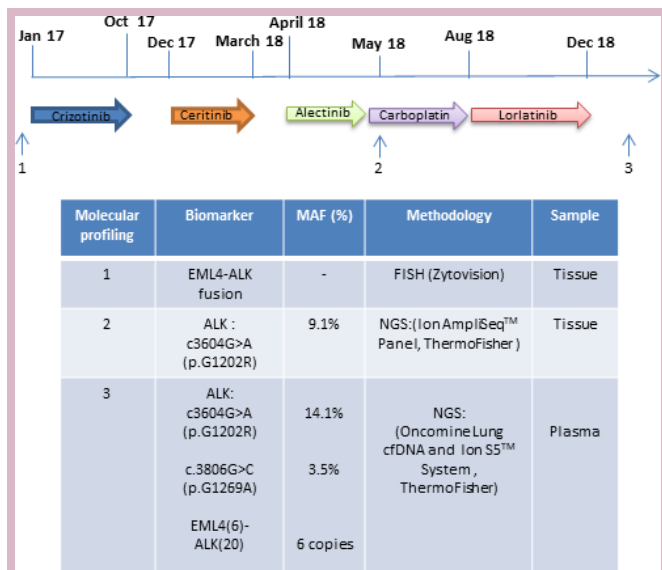 Jan 17
Oct 17
Dec 17
March 18
April 18
May 18
Aug 18
Dec 18
Crizotinib
Ceritinib
Alectinib
Carboplatin
Lorlatinib
1
2
3
Molecular profiling Biomarker MAF (%) Methodology Sample
1 EML4-ALK fusion - FISH (Zytovision) Tissue
2 ALK : c3604G>A (p.G1202R) 9.1% NGS:(Ion AmpliSeq™ Panel, ThermoFisher) Tissue
3 ALK: c3604G>A (p.G1202R) 14.1% NGS: (Oncomine Lung cfDNA and Ion S5™ System , ThermoFisher) Plasma
c.3806G>C (p.G1269A) 3.5%
EML4(6)-ALK(20) 6 copies